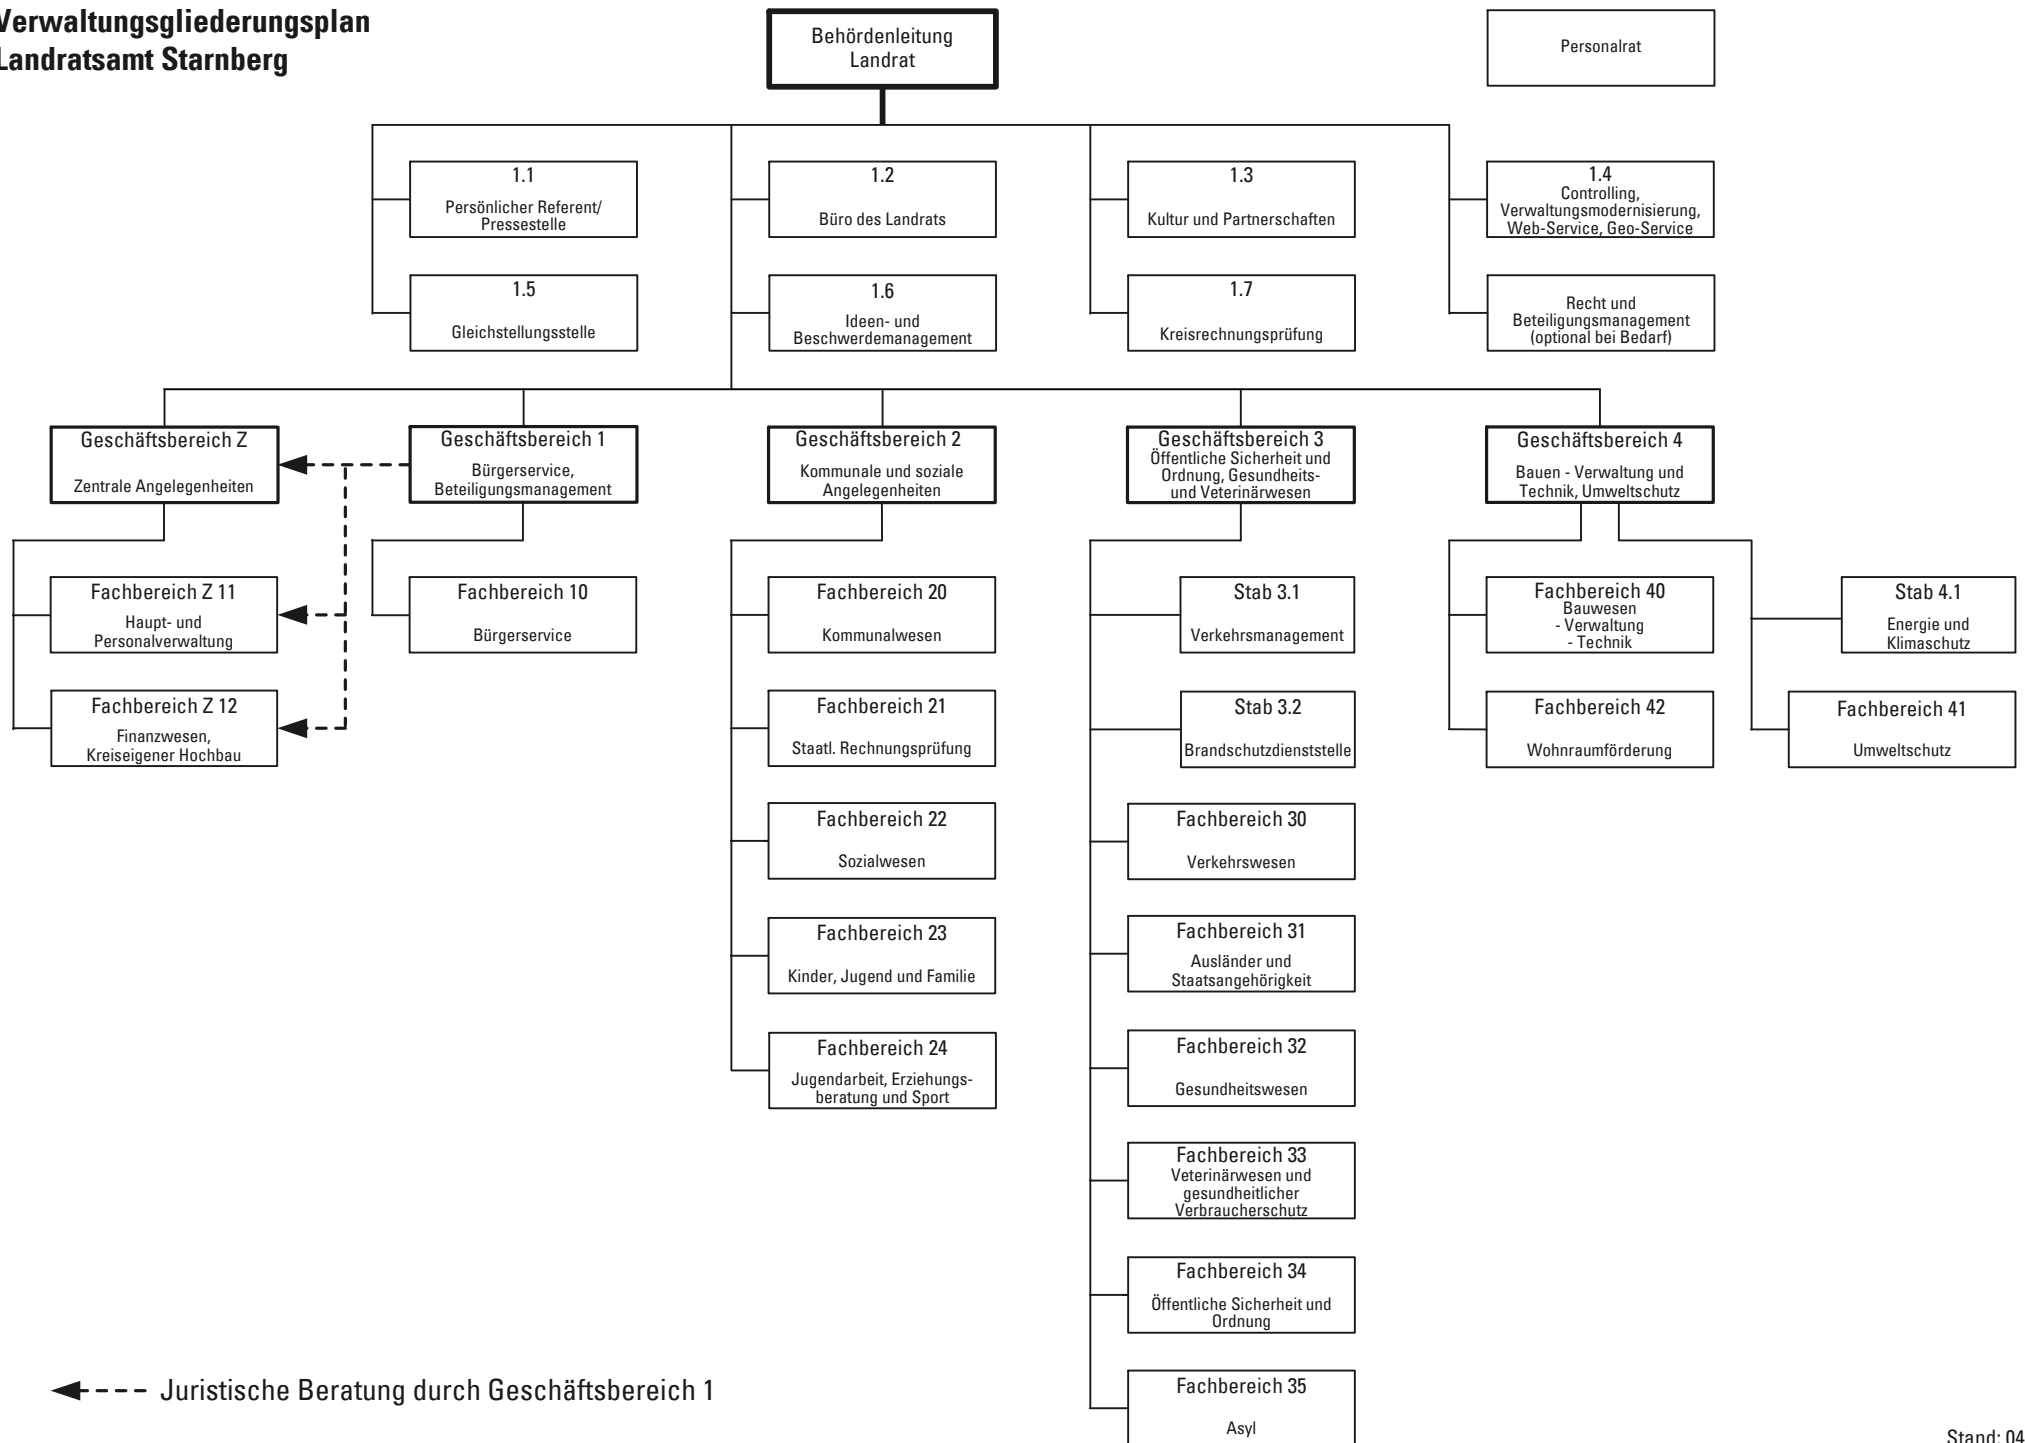 Verwaltungsgliederungsplan
Landratsamt Starnberg
Behördenleitung
Landrat
Personalrat
1.1
Persönlicher Referent/
Pressestelle
1.2
Büro des Landrats
1.3
Kultur und Partnerschaften
1.4
Controlling,
Verwaltungsmodernisierung,
Web-Service, Geo-Service
1.5
Gleichstellungsstelle
1.6
Ideen- und
Beschwerdemanagement
1.7
Kreisrechnungsprüfung
Recht und
Beteiligungsmanagement
(optional bei Bedarf)
Geschäftsbereich Z
Zentrale Angelegenheiten
Geschäftsbereich 1
Bürgerservice,
Beteiligungsmanagement
Geschäftsbereich 2
Kommunale und soziale
Angelegenheiten
Geschäftsbereich 3
Öffentliche Sicherheit und
Ordnung, Gesundheits-
und Veterinärwesen
Geschäftsbereich 4
Bauen - Verwaltung und
Technik, Umweltschutz
Fachbereich Z 11
Haupt- und
Personalverwaltung
Fachbereich 10
Bürgerservice
Fachbereich 20
Kommunalwesen
Stab 3.1
Verkehrsmanagement
Fachbereich 40
Bauwesen
- Verwaltung
- Technik
Stab 4.1
Energie und
Klimaschutz
Fachbereich Z 12
Finanzwesen,
Kreiseigener Hochbau
Fachbereich 21
Staatl. Rechnungsprüfung
Stab 3.2
Brandschutzdienststelle
Fachbereich 42
Wohnraumförderung
Fachbereich 41
Umweltschutz
Fachbereich 22
Sozialwesen
Fachbereich 30
Verkehrswesen
Fachbereich 23
Kinder, Jugend und Familie
Fachbereich 31
Ausländer und
Staatsangehörigkeit
Fachbereich 24
Jugendarbeit, Erziehungs-
beratung und Sport
Fachbereich 32
Gesundheitswesen
Fachbereich 33
Veterinärwesen und
gesundheitlicher
Verbraucherschutz
Fachbereich 34
Öffentliche Sicherheit und
Ordnung
Fachbereich 35
Asyl
Juristische Beratung durch Geschäftsbereich 1
Stand: 04